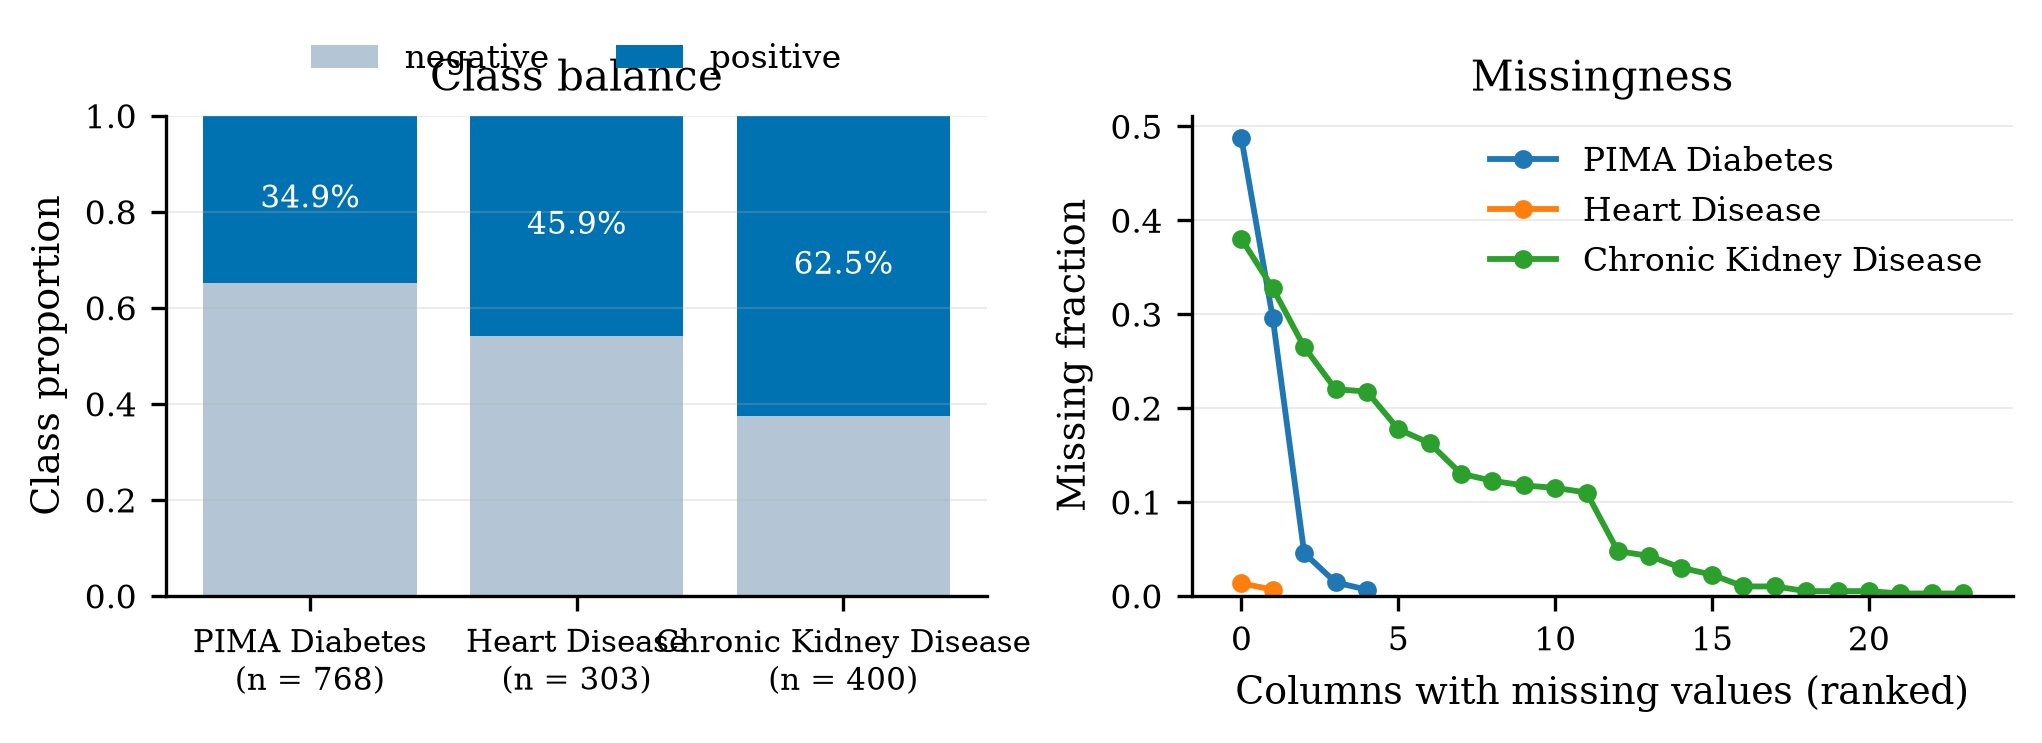 negative positive
Class balance
Class proportion
1.0
0.8
0.6
0.4
0.2
0.0
34.9%
45.9%
62.5%
PIMA Diabetes
(n = 768)
Heart Disease
(n = 303)
Chronic Kidney Disease
(n = 400)
Missingness
Missing fraction
0.5
0.4
0.3
0.2
0.1
0.0
PIMA Diabetes
Heart Disease
Chronic Kidney Disease
0 5 10 15 20
Columns with missing values (ranked)